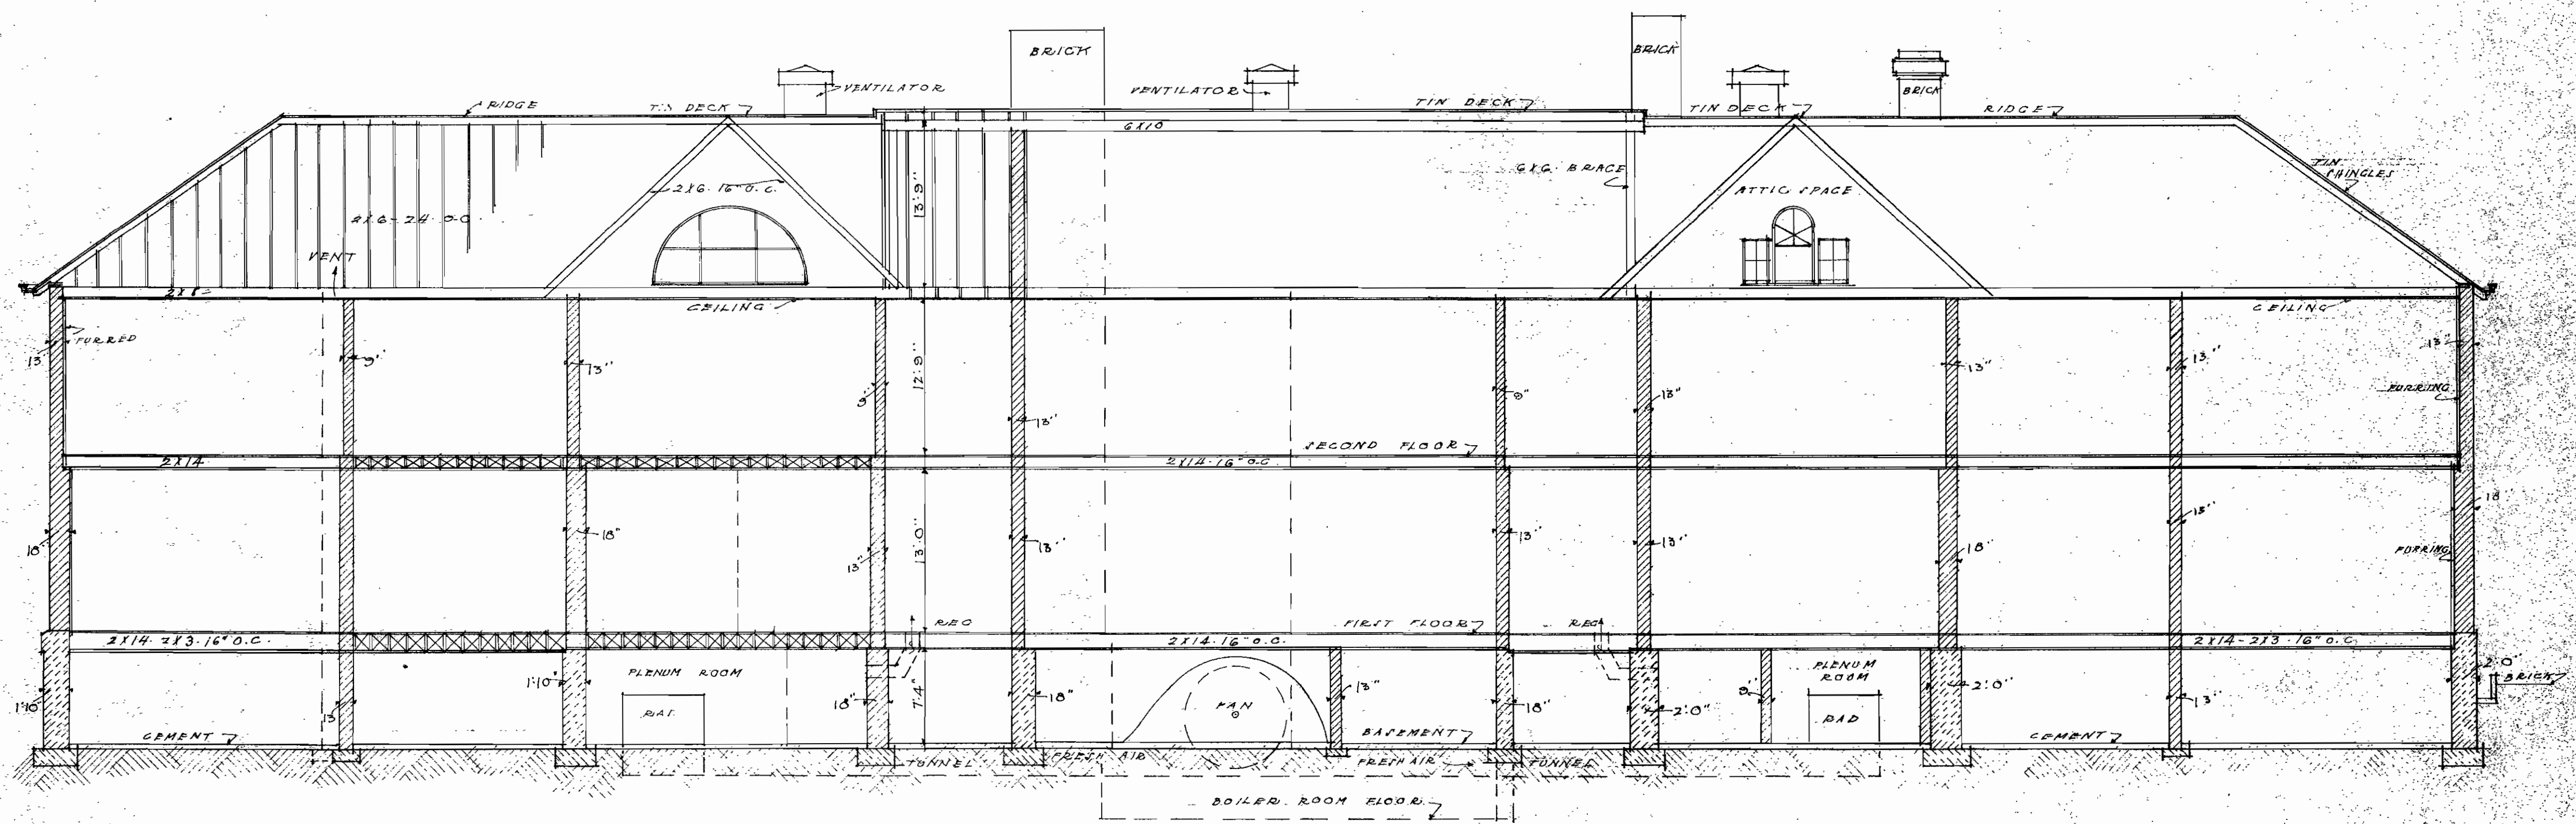 BRICK
BRICK
VENTILATOR
VENTILATOR
BRICK
RIDGE
TIN DECK
TIN DECK
TIN DECK
RIDGE
6X10
6X6 BRACE
TIN
SHINGLES
2X6-16"O.C.
13'-9"
ATTIC SPACE
2X6-24 O.C.
VENT
2X8
CEILING
CEILING
FURRED
13
9"
13"
12'-9"
9
13"
9"
13"
13"
13"
13"
FURRING
SECOND FLOOR
2X14
2X14-16"O.C.
18"
18"
13"
13'-0"
13"
13"
13"
18"
13"
18
FURRING
REG
FIRST FLOOR
REG
2X14-2X3-16"O.C.
2X14-16"O.C.
2X14-2X3-16"O.C.
PLENUM ROOM
PLENUM
ROOM
1'-10"
1'-10"
13"
RAD
18"
7'-4"
18"
FAN
13"
18"
2'-0"
9"
RAD
2'-0"
13"
2'-0"
BRICK
CEMENT
BASEMENT
CEMENT
TUNNEL
FRESH AIR
FRESH AIR
TUNNEL
BOILER ROOM FLOOR